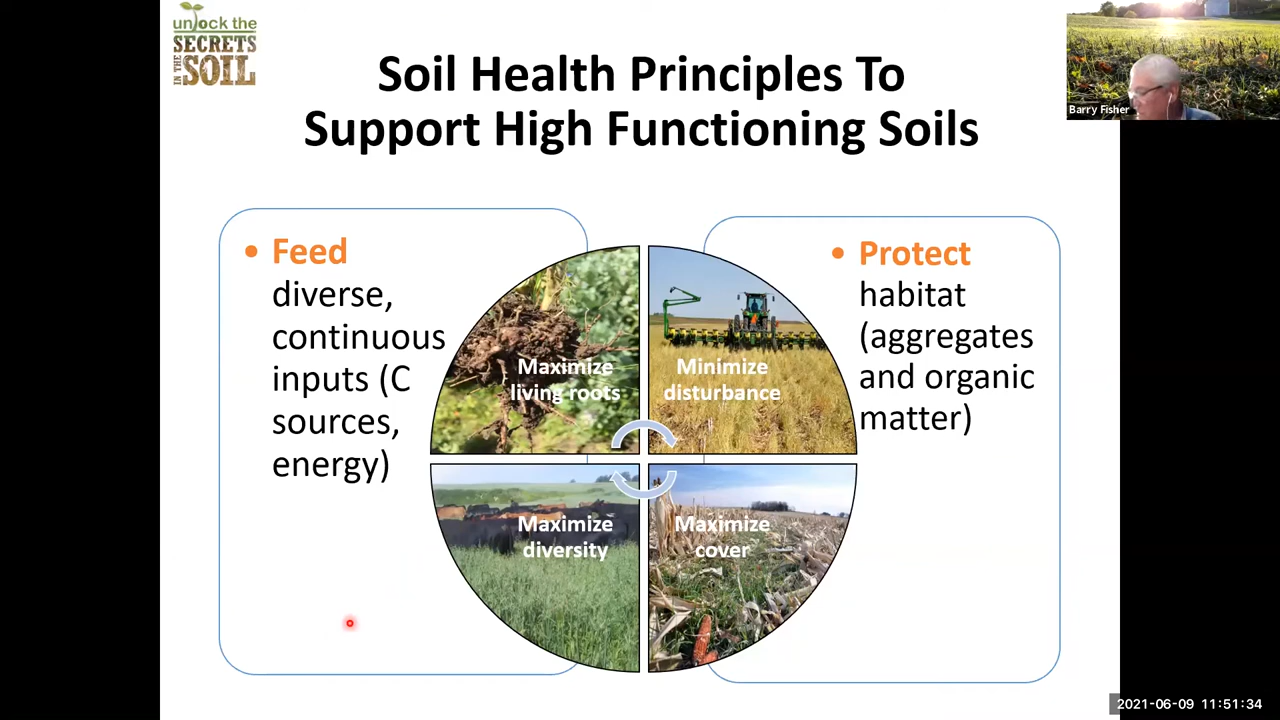 unlock the
SECRETS
IN THE
SOIL
Soil Health Principles To
Support High Functioning Soils
Barry Fisher
• Feed
diverse,
continuous
inputs (C
sources,
energy)
Maximize
living roots
Minimize
disturbance
Maximize
diversity
Maximize
cover
• Protect
habitat
(aggregates
and organic
matter)
2021-06-09 11:51:34